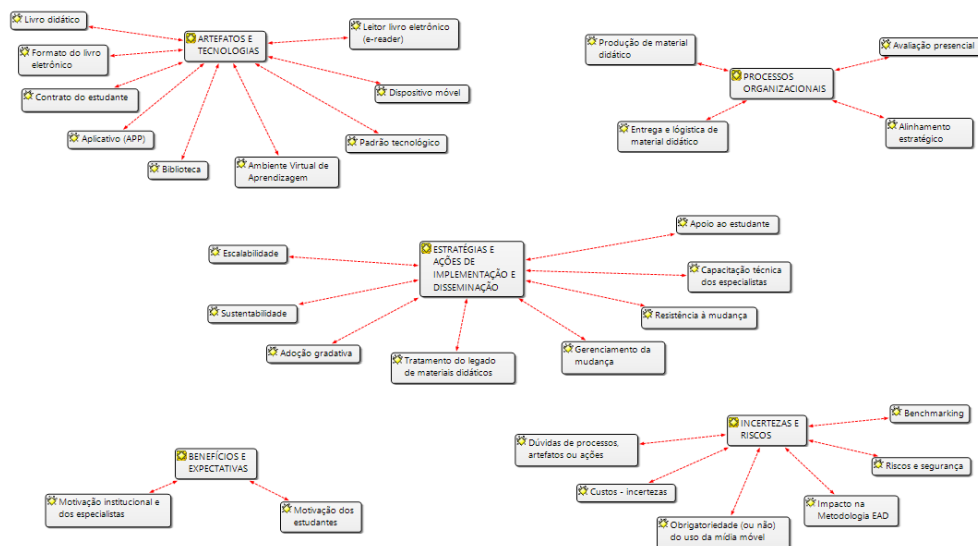 Livro didático
ARTEFATOS E
TECNOLOGIAS
Leitor livro eletrônico
(e-reader)
Formato do livro
eletrônico
Contrato do estudante
Dispositivo móvel
Aplicativo (APP)
Padrão tecnológico
Biblioteca
Ambiente Virtual de
Aprendizagem
Produção de material
didático
Avaliação presencial
PROCESSOS
ORGANIZACIONAIS
Entrega e lógistica de
material didático
Alinhamento
estratégico
Apoio ao estudante
Escalabilidade
ESTRATÉGIAS E
AÇÕES DE
IMPLEMENTAÇÃO E
DISSEMINAÇÃO
Capacitação técnica
dos especialistas
Sustentabilidade
Resistência à mudança
Adoção gradativa
Tratamento do legado
de materiais didáticos
Gerenciamento da
mudança
BENEFÍCIOS E
EXPECTATIVAS
Motivação institucional e
dos especialistas
Motivação dos
estudantes
Benchmarking
INCERTEZAS E
RISCOS
Dúvidas de processos,
artefatos ou ações
Riscos e segurança
Custos - incertezas
Impacto na
Metodologia EAD
Obrigatoriedade (ou não)
do uso da mídia móvel